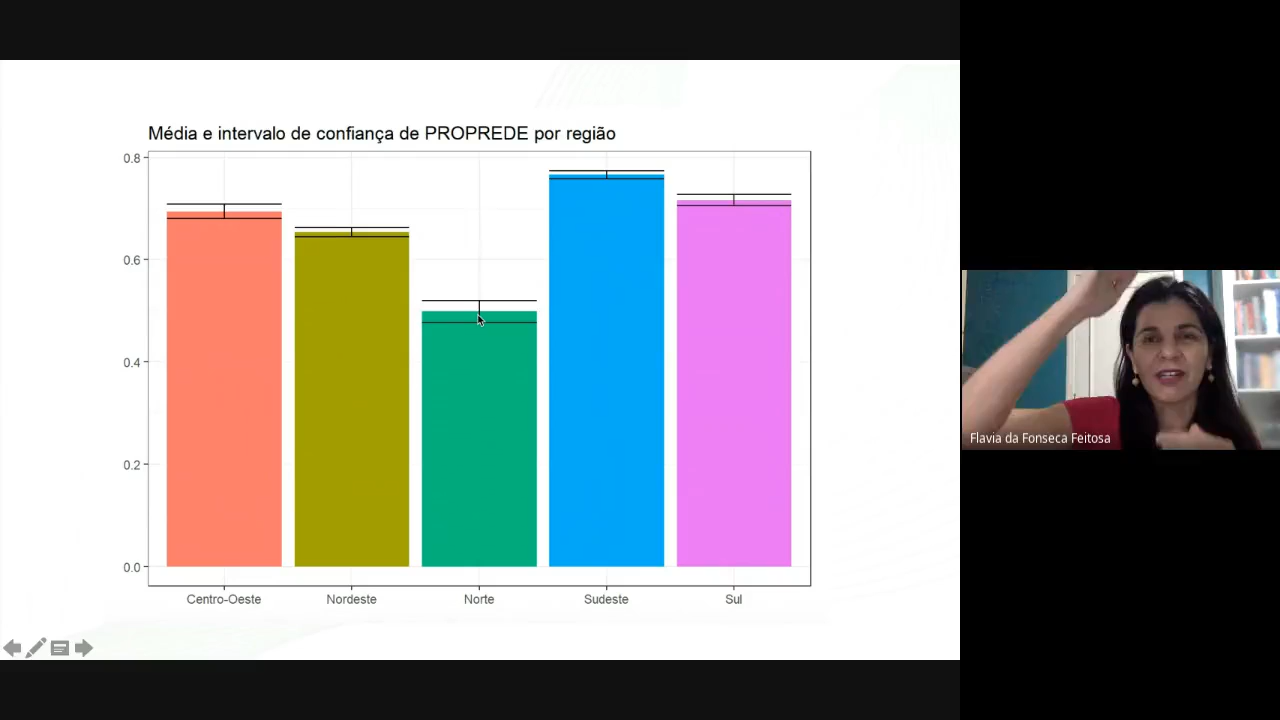 Média e intervalo de confiança de PROPREDE por região
0.8
0.6
0.4
0.2
0.0
Centro-Oeste Nordeste Norte Sudeste Sul
Flavia da Fonseca Feitosa